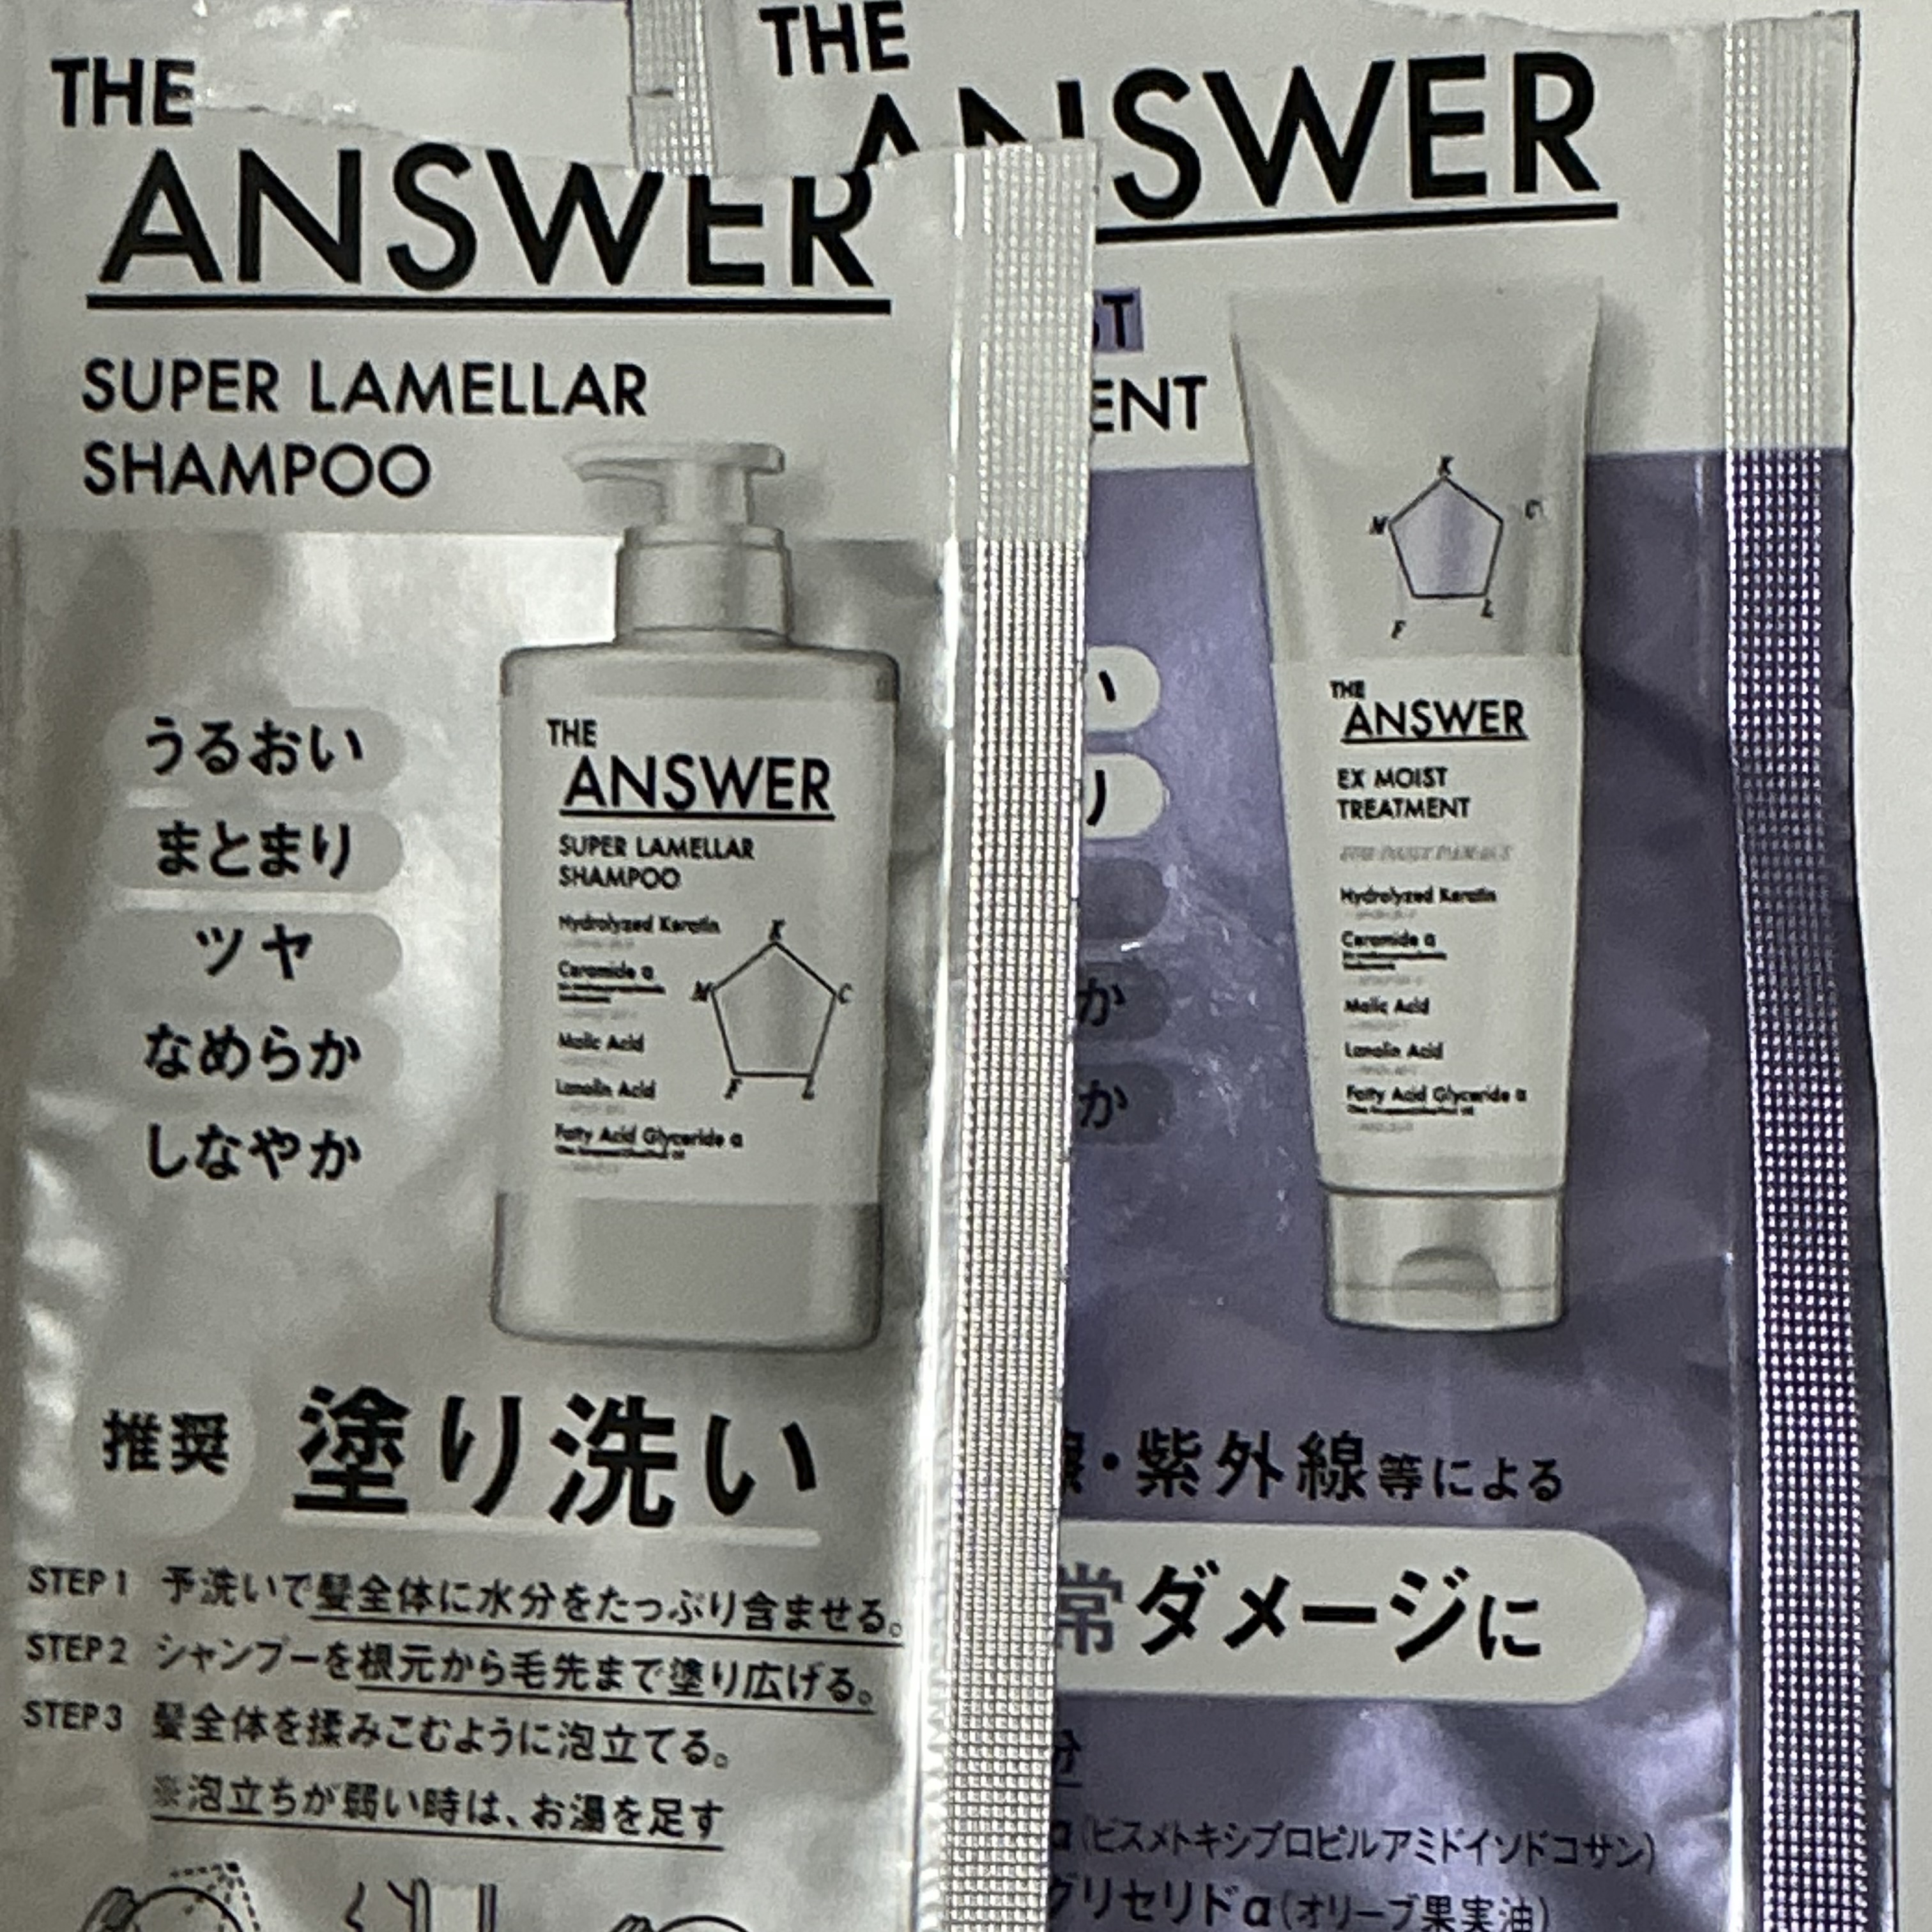 THE
ANSWER
SUPER LAMELLAR
SHAMPOO
うるおい
まとまり
ツヤ
なめらか
しなやか
THE
ANSWER
SUPER LAMELLAR
SHAMPOO
Hydrolyzed Keratin
Ceramide α
Malic Acid
Lanolin Acid
Fatty Acid Glyceride α
K
M
C
F
L
推奨 塗り洗い
STEP 1 予洗いで髪全体に水分をたっぷり含ませる。
STEP 2 シャンプーを根元から毛先まで塗り広げる。
STEP 3 髪全体を揉みこむように泡立てる。
※泡立ちが弱い時は、お湯を足す
THE
ANSWER
ST
ENT
い
り
か
か
K
M
C
F
L
THE
ANSWER
EX MOIST
TREATMENT
Hydrolyzed Keratin
Ceramide α
Malic Acid
Lanolin Acid
Fatty Acid Glyceride α
擦・紫外線等による
常ダメージに
分
α(ビスメトキシプロピルアミドイソドコサン)
グリセリドα(オリーブ果実油)